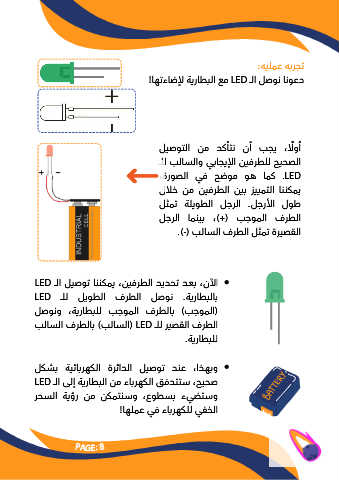 تجربه عمليه:
دعونا نوصل الـ LED مع البطارية لإضاءتها!
+
-
أولًا، يجب أن نتأكد من التوصيل
الصحيح للطرفين الإيجابي والسالب
LED. كما هو موضح في الصورة
يمكننا التمييز بين الطرفين من خلال
طول الأرجل. الرجل الطويلة تمثل
الطرف الموجب (+)، بينما الرجل
القصيرة تمثل الطرف السالب (-).
+ -
INDUSTRIAL
CELL
• الآن، بعد تحديد الطرفين، يمكننا توصيل الـ LED
بالبطارية. نوصل الطرف الطويل للـ LED
(الموجب) بالطرف الموجب للبطارية، ونوصل
الطرف القصير للـ LED (السالب) بالطرف السالب
للبطارية.
• وبهذا، عند توصيل الدائرة الكهربائية بشكل
صحيح، ستتدفق الكهرباء من البطارية إلى الـ LED
وستضيء بسطوع، وستتمكن من رؤية السحر
الخفي للكهرباء في عملها!
BATTERY
PAGE: 8